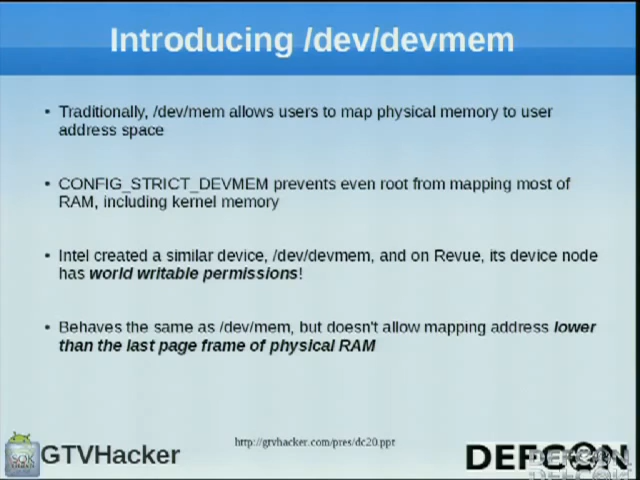 Introducing /dev/devmem
• Traditionally, /dev/mem allows users to map physical memory to user
address space
• CONFIG_STRICT_DEVMEM prevents even root from mapping most of
RAM, including kernel memory
• Intel created a similar device, /dev/devmem, and on Revue, its device node
has world writable permissions!
• Behaves the same as /dev/mem, but doesn't allow mapping address lower
than the last page frame of physical RAM
GTVHacker
http://gtvhacker.com/pres/dc20.ppt
DEFCON
DEFCON